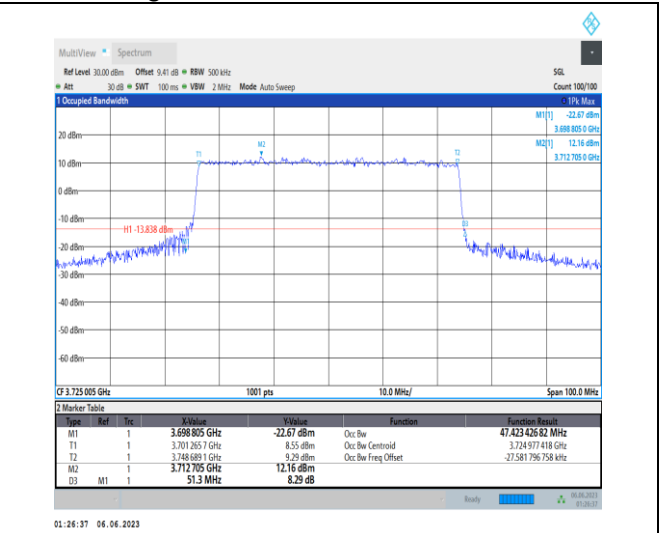 MultiView Spectrum
Ref Level 30.00 dBm Offset 9.41 dB RBW 500 kHz SGL
Att 30 dB SWT 100 ms VBW 2 MHz Mode Auto Sweep Count 100/100
1 Occupied Bandwidth 1Pk Max
M1[1] -22.67 dBm
3.698 805 0 GHz
M2[1] 12.16 dBm
3.712 705 0 GHz
20 dBm
M2
T1 T2
10 dBm
0 dBm
-10 dBm
D3
H1 -13.838 dBm
M1
-20 dBm
-30 dBm
-40 dBm
-50 dBm
-60 dBm
CF 3.725 005 GHz 1001 pts 10.0 MHz/ Span 100.0 MHz
2 Marker Table
Type Ref Trc X-Value Y-Value Function Function Result
M1 1 3.698 805 GHz -22.67 dBm Occ Bw 47.423 426 82 MHz
T1 1 3.701 265 7 GHz 8.55 dBm Occ Bw Centroid 3.724 977 418 GHz
T2 1 3.748 689 1 GHz 9.29 dBm Occ Bw Freq Offset -27.581 796 758 kHz
M2 1 3.712 705 GHz 12.16 dBm
D3 M1 1 51.3 MHz 8.29 dB
Ready 06.06.2023
01:26:37
01:26:37 06.06.2023